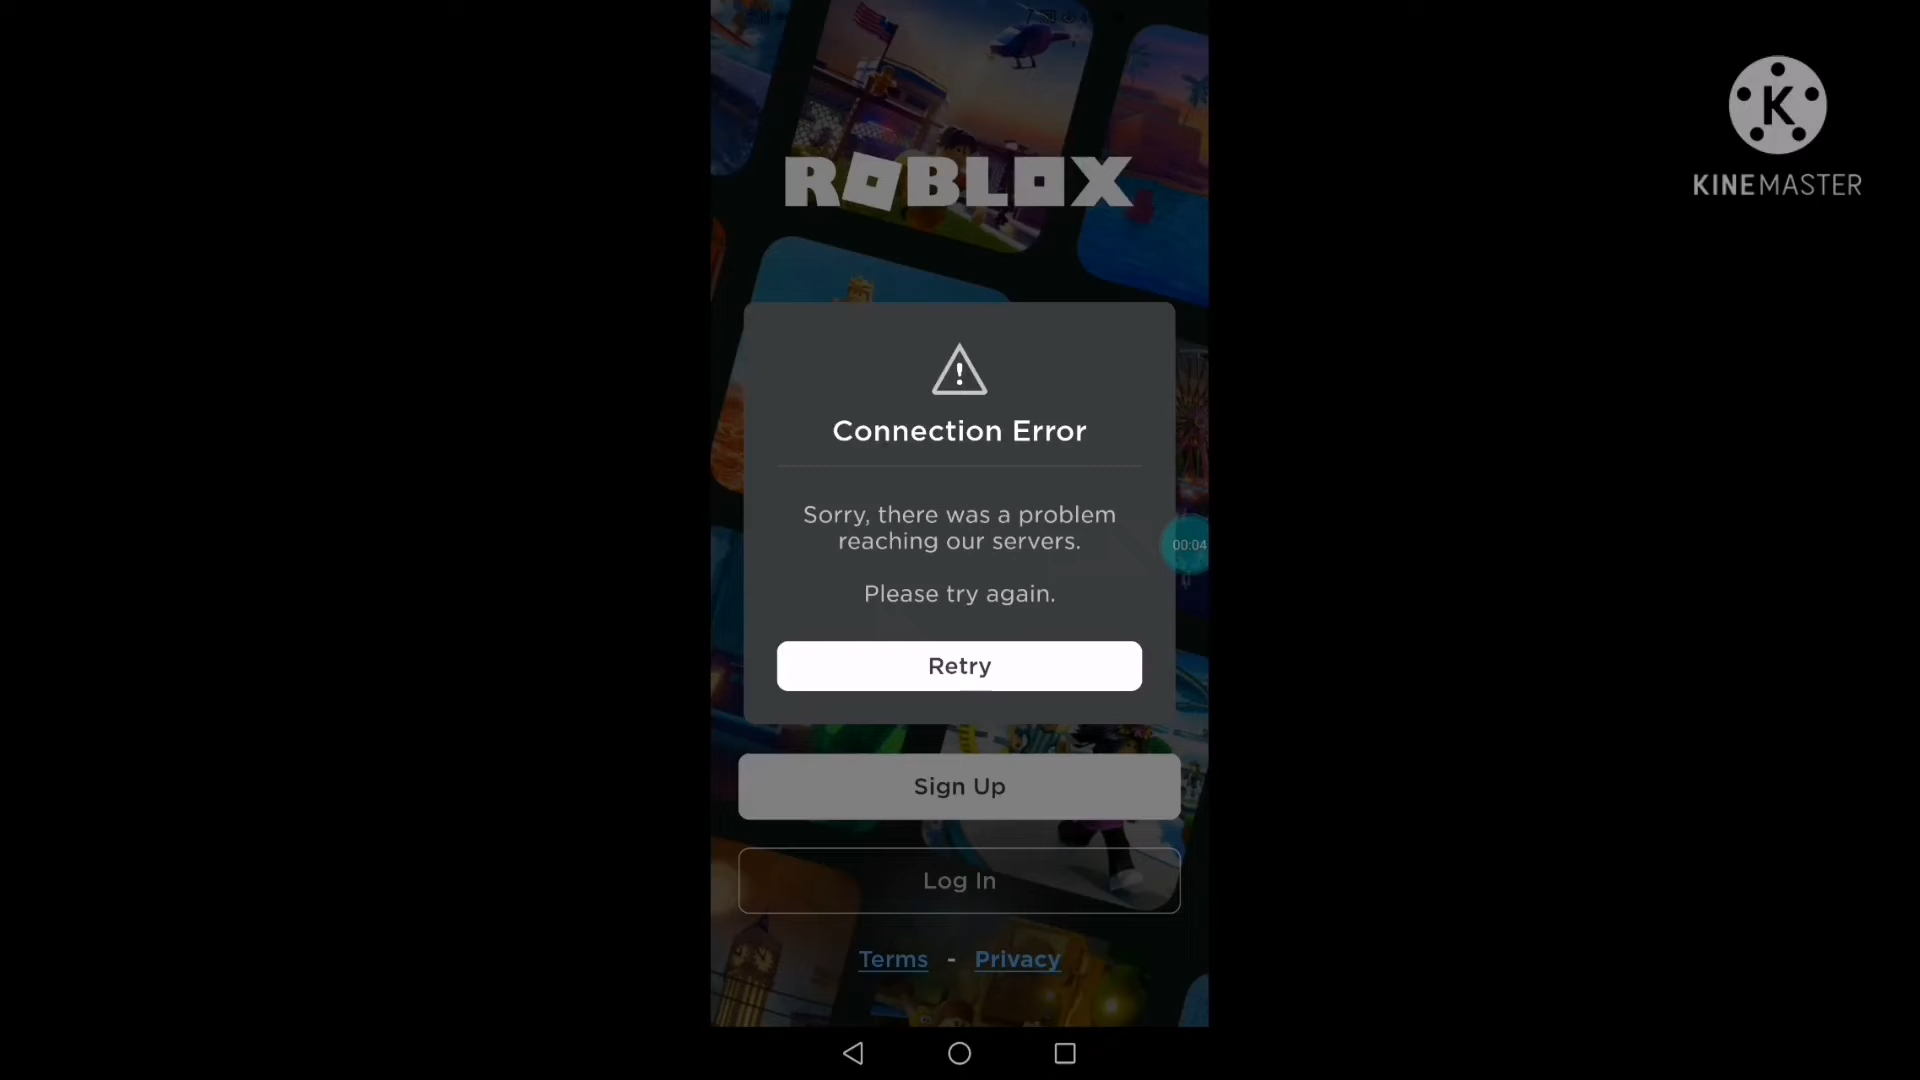 ROBLOX
KINEMASTER
Connection Error
Sorry, there was a problem
reaching our servers.
00:04
Please try again.
Retry
Sign Up
Log In
Terms - Privacy